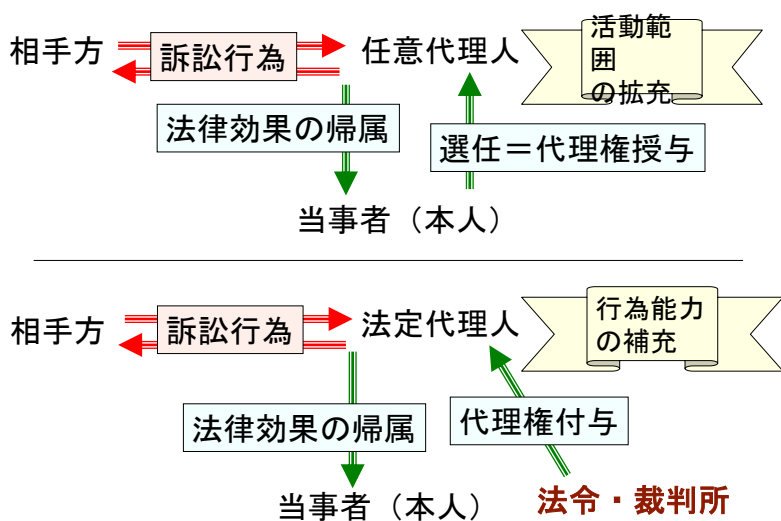 相手方
訴訟行為
任意代理人
活動範
囲
の拡充
法律効果の帰属
選任＝代理権授与
当事者（本人）
相手方
訴訟行為
法定代理人
行為能力
の補充
法律効果の帰属
代理権付与
当事者（本人）
法令・裁判所